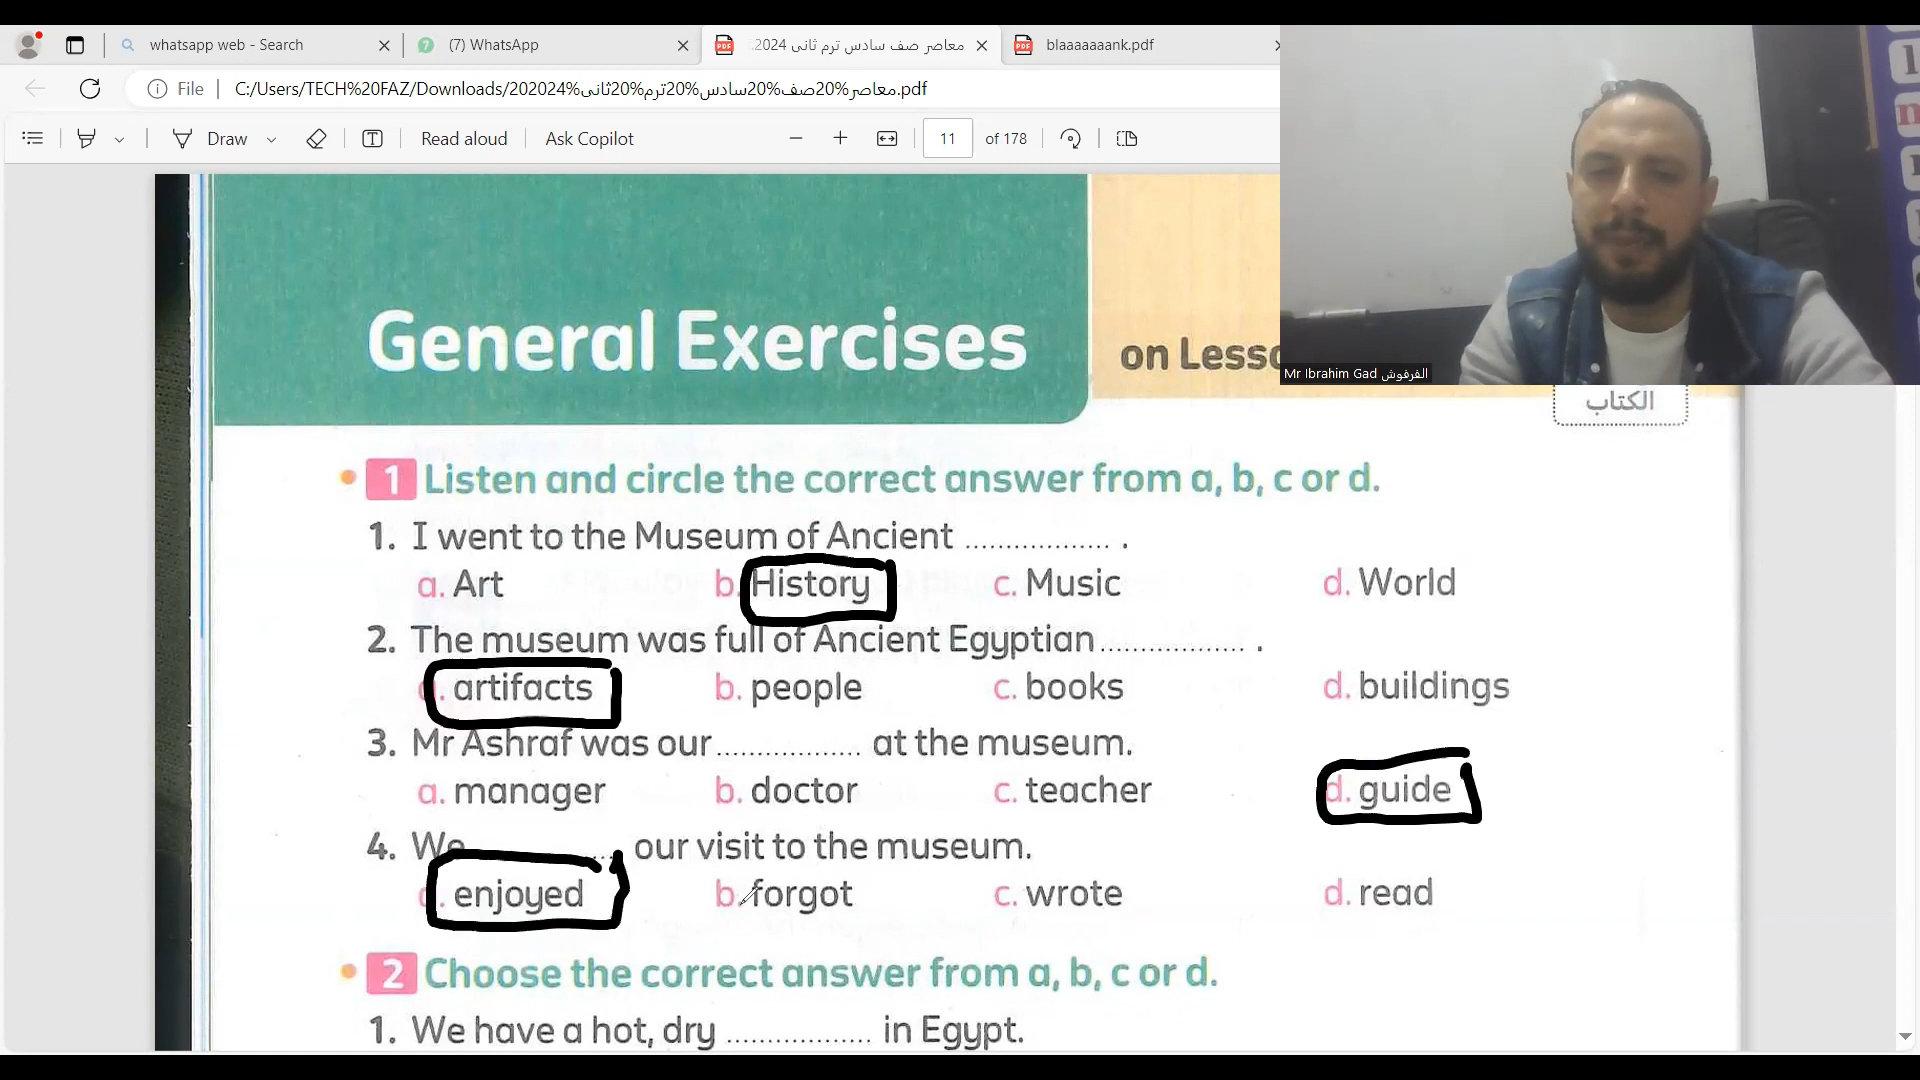 whatsapp web - Search
(7) WhatsApp
معاصر صف سادس ترم ثانى 2024
blaaaaaaank.pdf
File C:/Users/TECH%20FAZ/Downloads/202024%معاصر%20صف%20سادس%20ترم%20ثانى.pdf
Draw
Read aloud
Ask Copilot
11 of 178
General Exercises
on Less
Mr Ibrahim Gad الفرفوش
الكتاب
1 Listen and circle the correct answer from a, b, c or d.
1. I went to the Museum of Ancient .................. .
a. Art b. History c. Music d. World
2. The museum was full of Ancient Egyptian .................. .
a. artifacts b. people c. books d. buildings
3. Mr Ashraf was our .................. at the museum.
a. manager b. doctor c. teacher d. guide
4. We .................. our visit to the museum.
a. enjoyed b. forgot c. wrote d. read
2 Choose the correct answer from a, b, c or d.
1. We have a hot, dry .................. in Egypt.